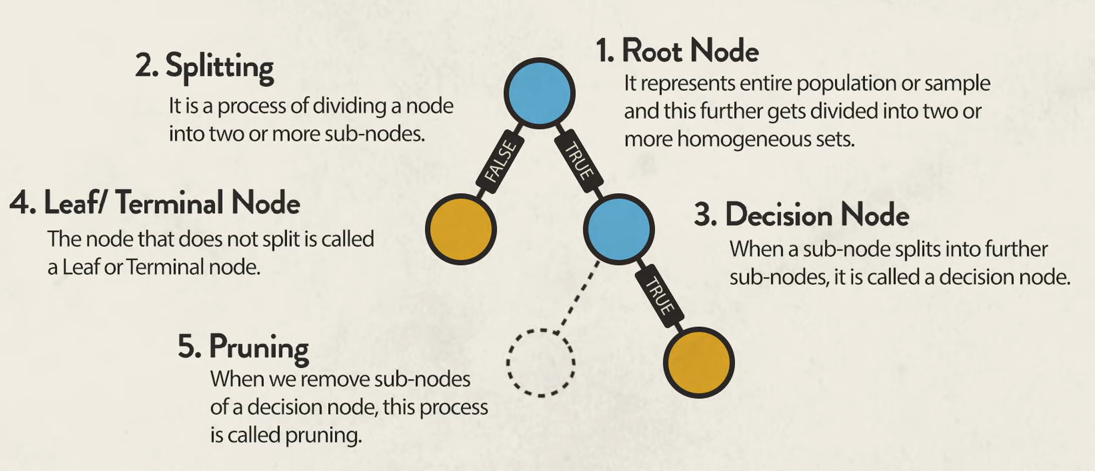 1. Root Node
It represents entire population or sample
and this further gets divided into two or
more homogeneous sets.
2. Splitting
It is a process of dividing a node
into two or more sub-nodes.
FALSE
TRUE
3. Decision Node
When a sub-node splits into further
sub-nodes, it is called a decision node.
4. Leaf/ Terminal Node
The node that does not split is called
a Leaf or Terminal node.
TRUE
5. Pruning
When we remove sub-nodes
of a decision node, this process
is called pruning.